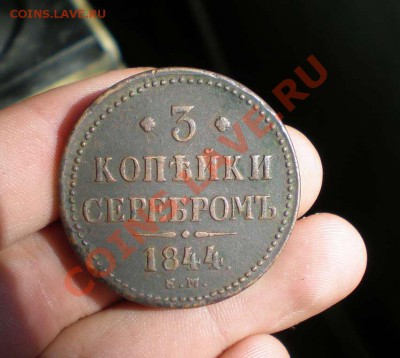 COINS.LAVE.RU
3
КОПѢЙКИ
СЕРЕБРОМЪ
1844.
Е.М.
COINS.LAVE.RU